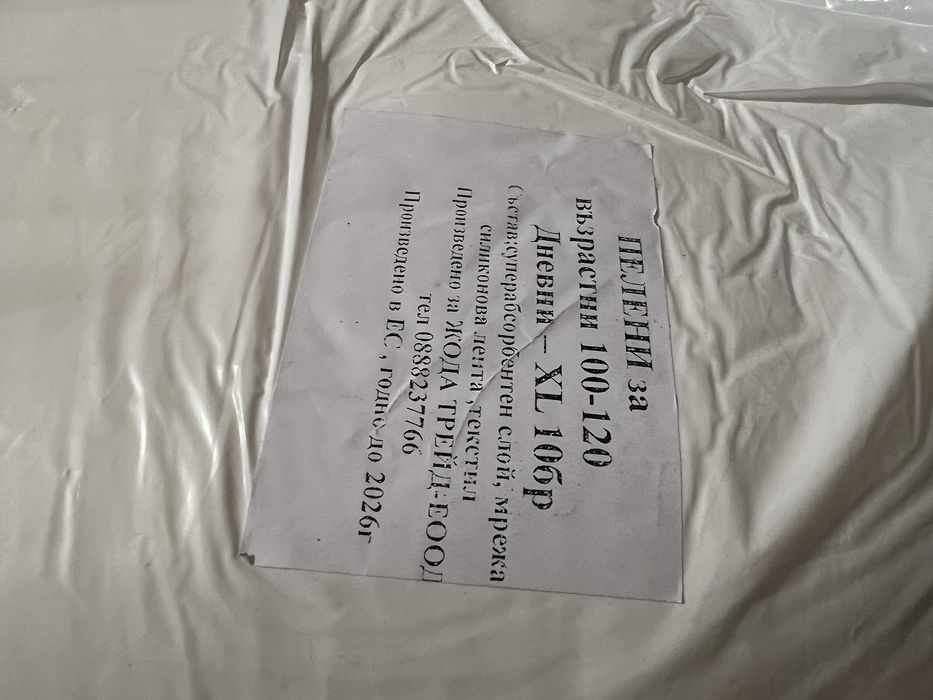 ПЕЛЕНИ за
възрастни 100-120
Дневни – XL 10бр
Състав;суперабсорбентен слой, мрежа
силиконова лента ,текстил
Произведено за ЖОДА ТРЕЙД-ЕООД
тел 0888237766
Произведено в ЕС , годно до 2026г